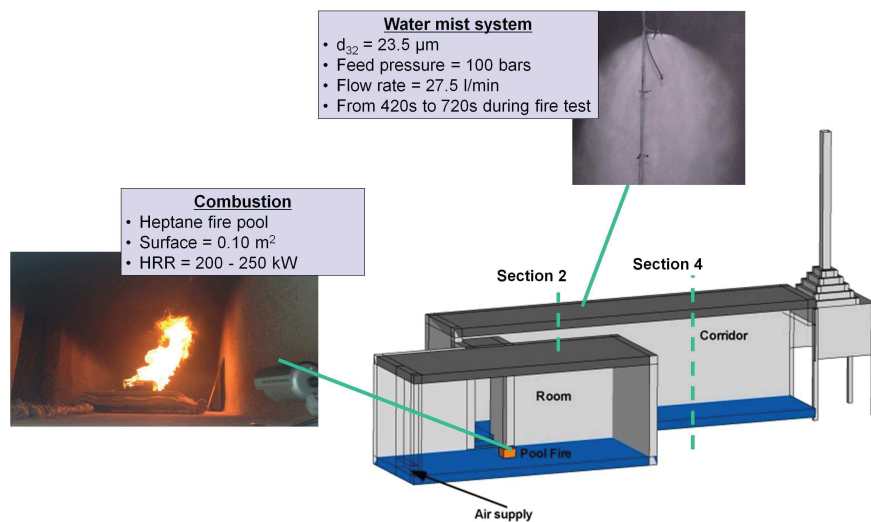 Water mist system
• d32 = 23.5 µm
• Feed pressure = 100 bars
• Flow rate = 27.5 l/min
• From 420s to 720s during fire test
Combustion
• Heptane fire pool
• Surface = 0.10 m²
• HRR = 200 - 250 kW
Section 2
Section 4
Corridor
Room
Pool Fire
Air supply